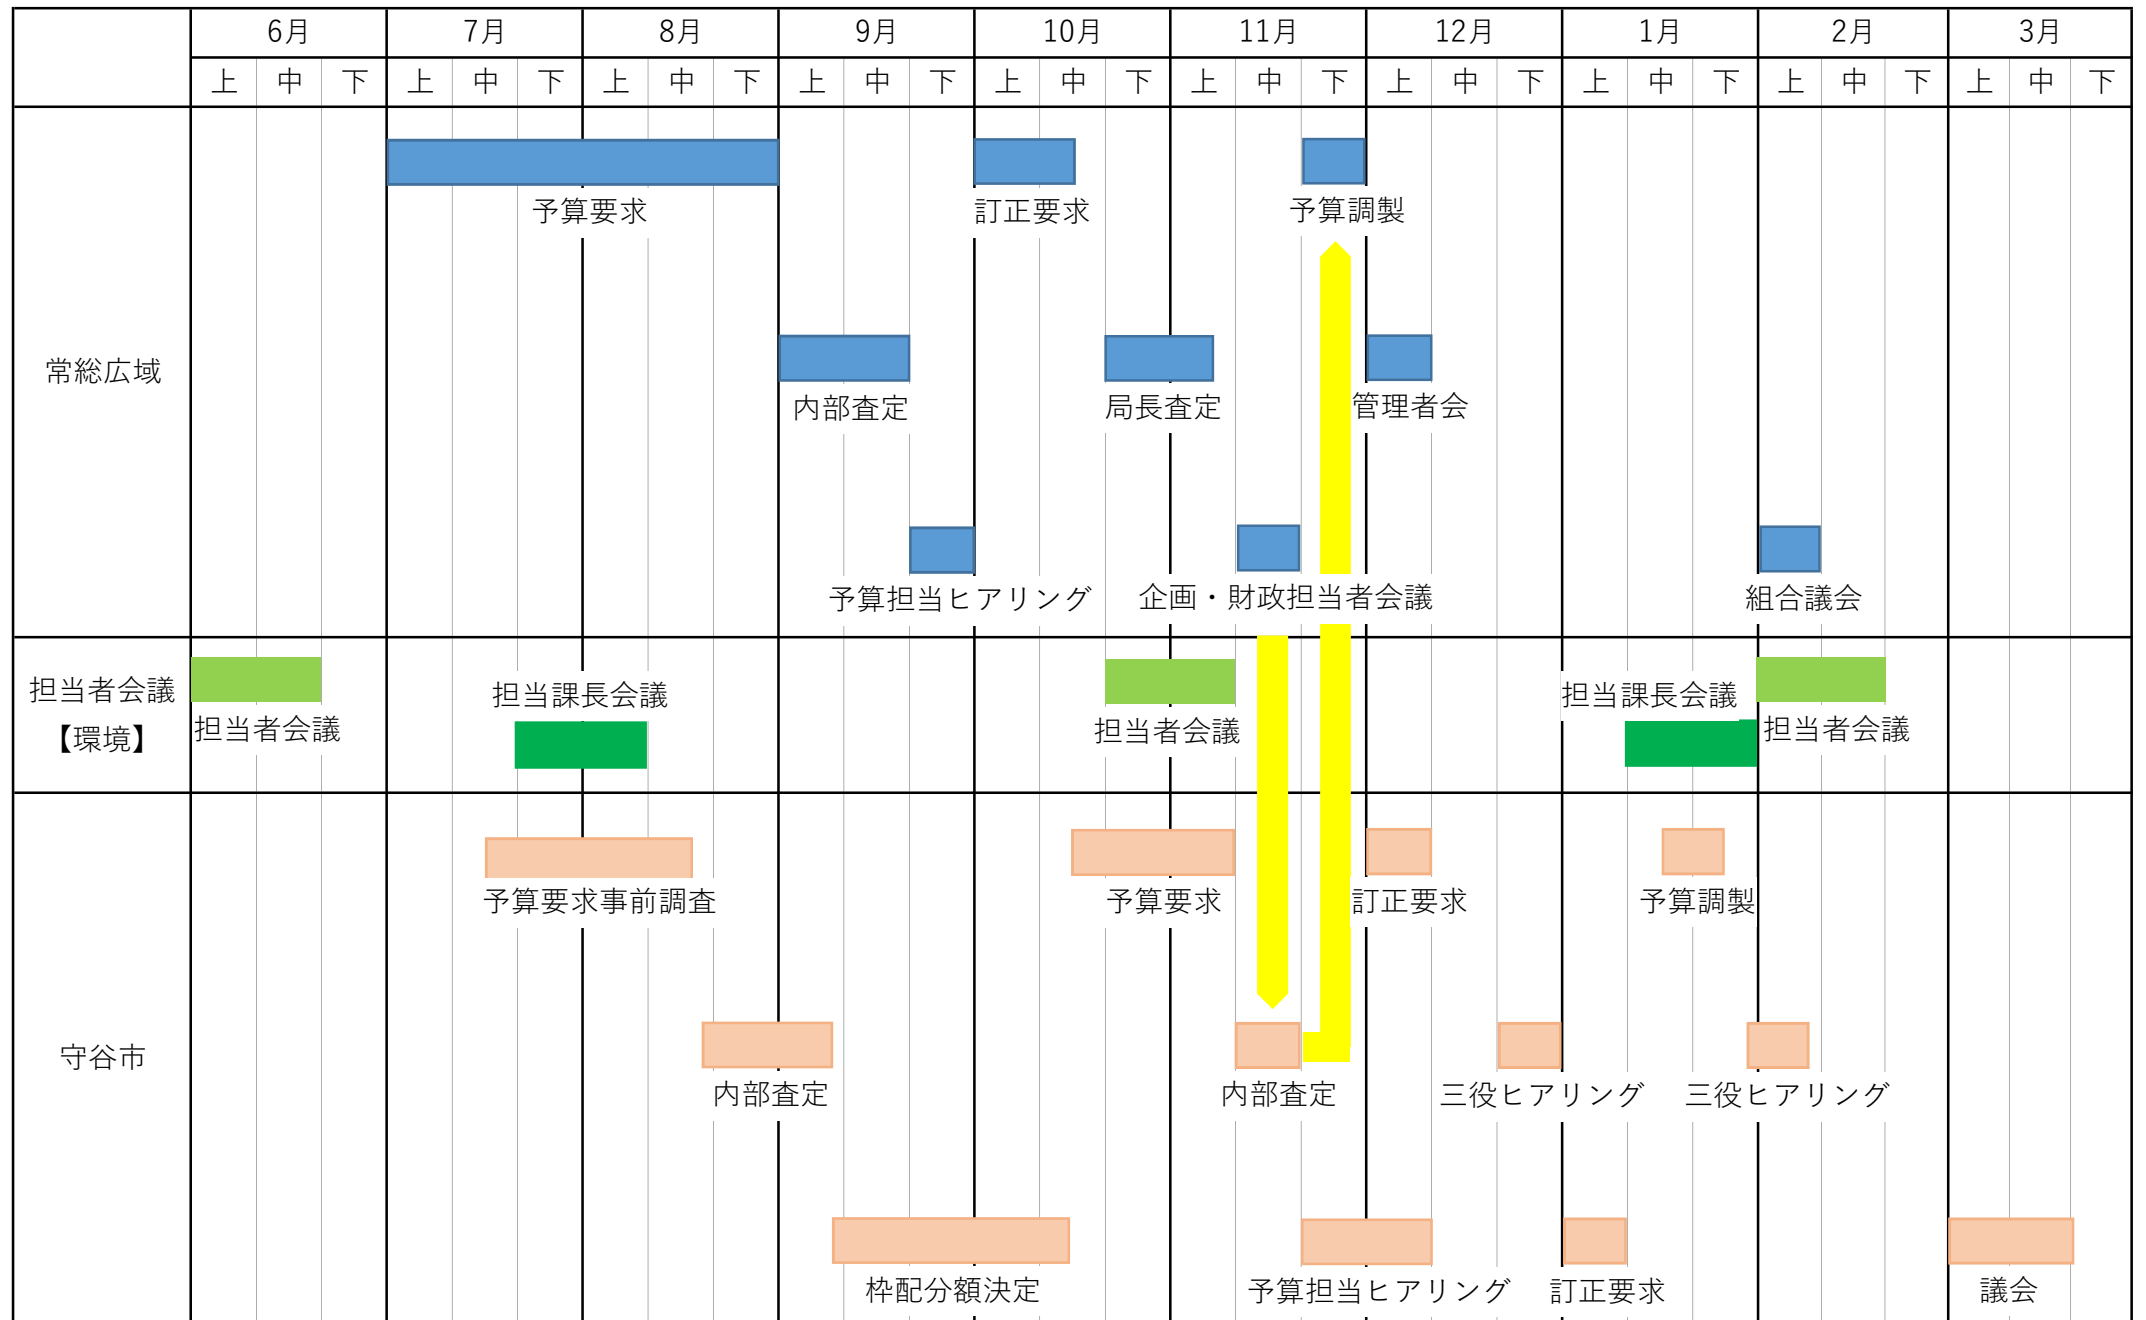 6月 7月 8月 9月 10月 11月 12月 1月 2月 3月
上 中 下 上 中 下 上 中 下 上 中 下 上 中 下 上 中 下 上 中 下 上 中 下 上 中 下 上 中 下
予算要求 訂正要求 予算調製
常総広域
内部査定 局長査定 管理者会
予算担当ヒアリング 企画・財政担当者会議 組合議会
担当者会議
【環境】
担当課長会議 担当課長会議
担当者会議 担当者会議 担当者会議
予算要求事前調査 予算要求 訂正要求 予算調製
守谷市
内部査定 内部査定 三役ヒアリング 三役ヒアリング
枠配分額決定 予算担当ヒアリング 訂正要求 議会